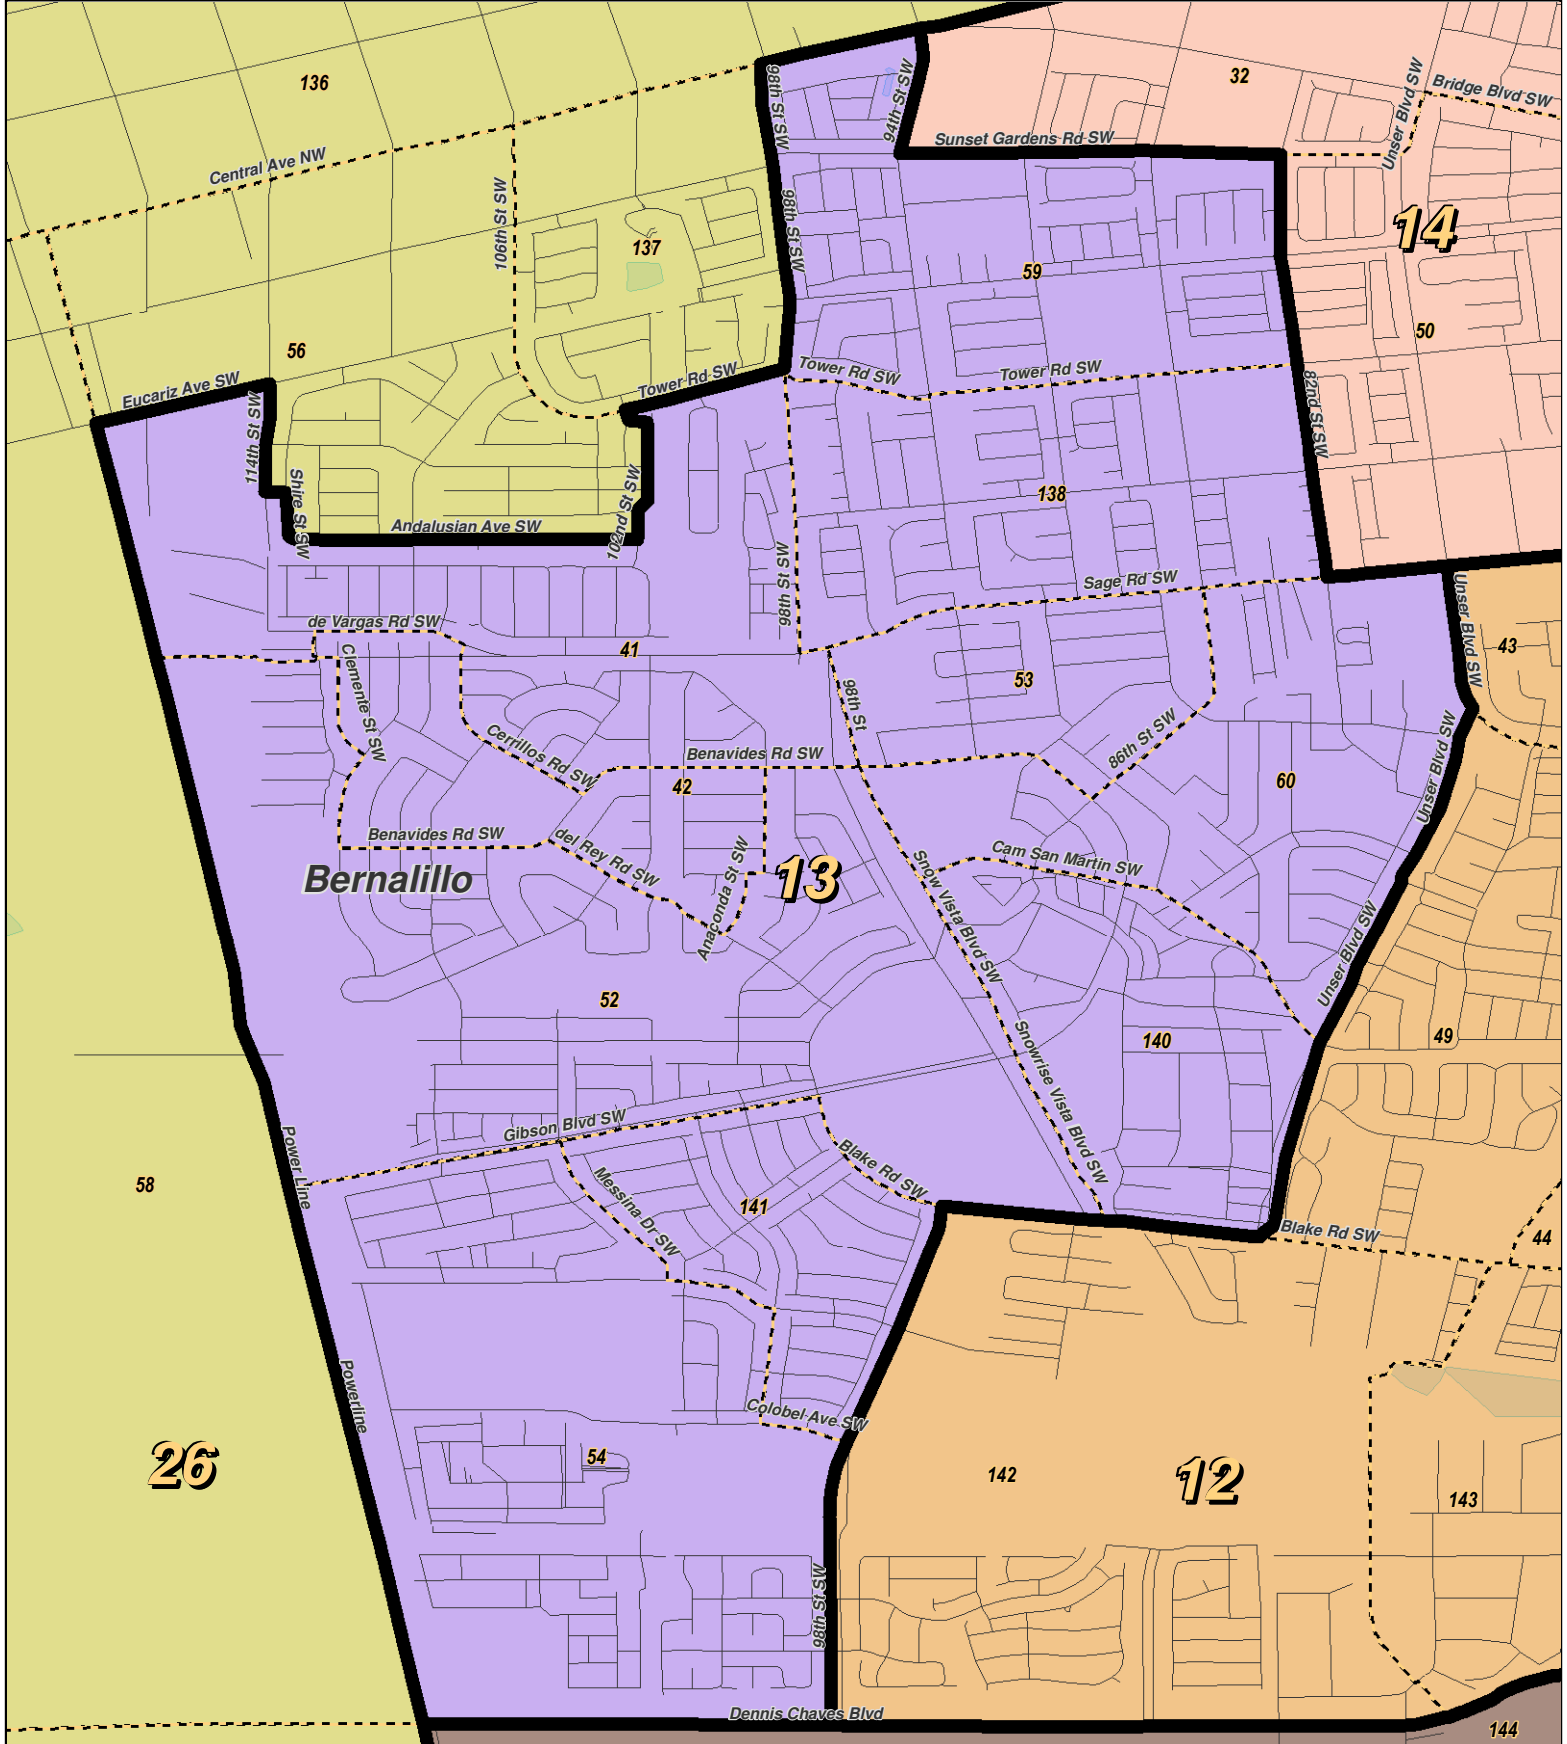 136
32
Bridge Blvd SW
Unser Blvd SW
98th St SW
94th St SW
Sunset Gardens Rd SW
Central Ave NW
106th St SW
137
98th St SW
14
59
56
50
Eucariz Ave SW
Tower Rd SW
Tower Rd SW
Tower Rd SW
82nd St SW
114th St SW
Shire St SW
Andalusian Ave SW
102nd St SW
138
98th St SW
Sage Rd SW
Unser Blvd SW
43
de Vargas Rd SW
41
Clemente St SW
53
98th St
Cerrillos Rd SW
Benavides Rd SW
86th St SW
Unser Blvd SW
42
60
Benavides Rd SW
del Rey Rd SW
Anaconda St SW
Bernalillo
13
Cam San Martin SW
Snow Vista Blvd SW
Unser Blvd SW
52
49
140
Snowrise Vista Blvd SW
Gibson Blvd SW
Power Line
58
Messina Dr SW
Blake Rd SW
141
Blake Rd SW
44
Powerline
Colobel Ave SW
26
54
142
12
143
98th St SW
Dennis Chaves Blvd
144